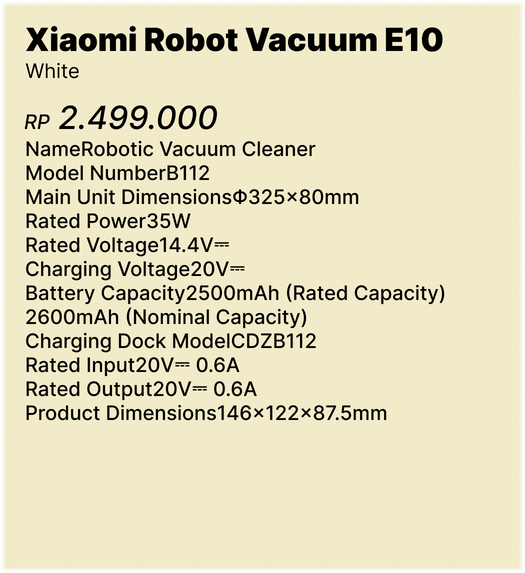 Xiaomi Robot Vacuum E10
White
RP 2.499.000
NameRobotic Vacuum Cleaner
Model NumberB112
Main Unit DimensionsΦ325×80mm
Rated Power35W
Rated Voltage14.4V⎓
Charging Voltage20V⎓
Battery Capacity2500mAh (Rated Capacity)
2600mAh (Nominal Capacity)
Charging Dock ModelCDZB112
Rated Input20V⎓ 0.6A
Rated Output20V⎓ 0.6A
Product Dimensions146×122×87.5mm